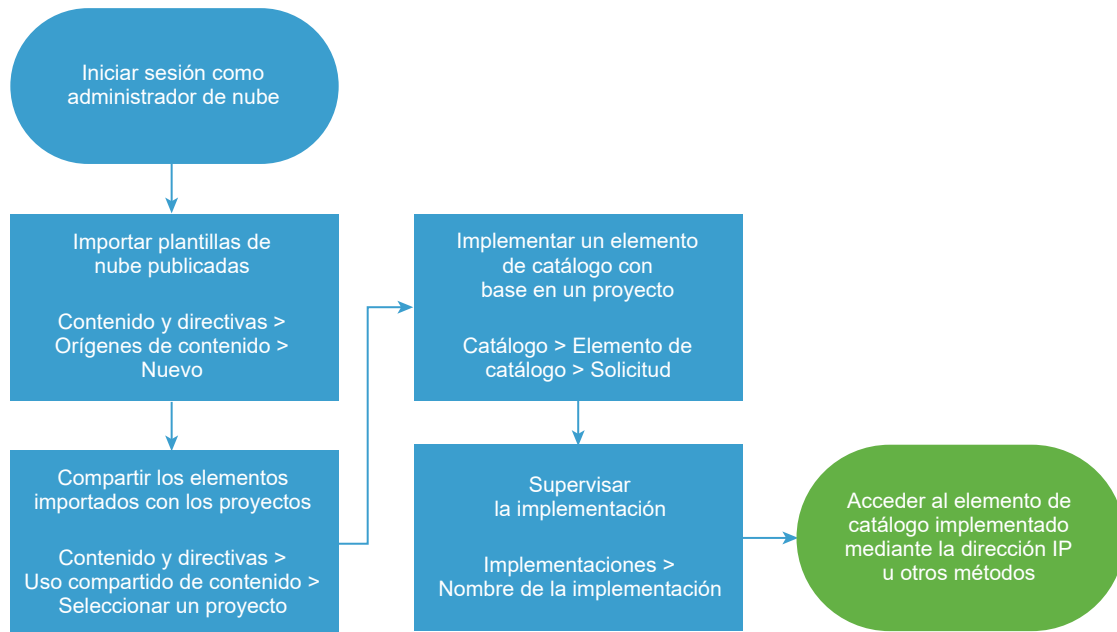 Iniciar sesión como
administrador de nube
Importar plantillas de
nube publicadas
Contenido y directivas >
Orígenes de contenido >
Nuevo
Compartir los elementos
importados con los proyectos
Contenido y directivas >
Uso compartido de contenido >
Seleccionar un proyecto
Implementar un elemento
de catálogo con
base en un proyecto
Catálogo > Elemento de
catálogo > Solicitud
Supervisar
la implementación
Implementaciones >
Nombre de la implementación
Acceder al elemento de
catálogo implementado
mediante la dirección IP
u otros métodos